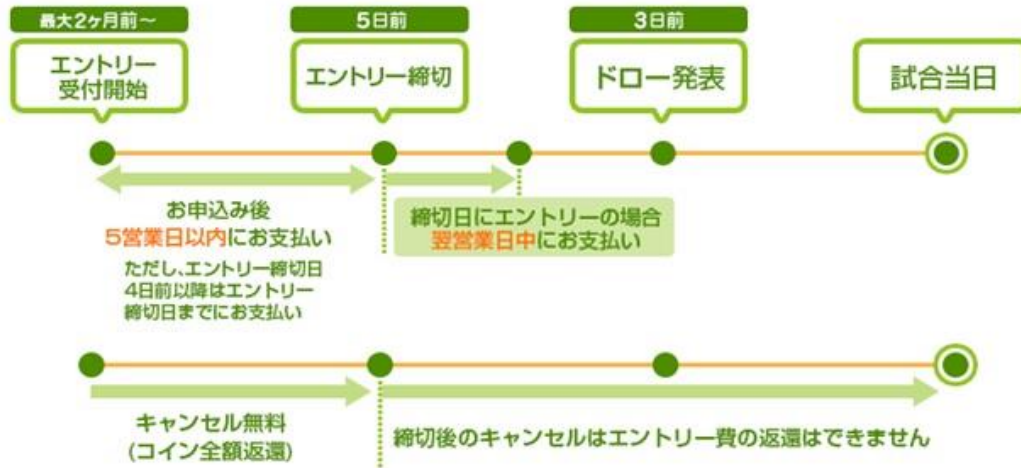 最大2ヶ月前～
5日前
3日前
エントリー
受付開始
エントリー締切
ドロー発表
試合当日
お申込み後
5営業日以内にお支払い
ただし、エントリー締切日
4日前以降はエントリー
締切日までにお支払い
締切日にエントリーの場合
翌営業日中にお支払い
キャンセル無料
(コイン全額返還)
締切後のキャンセルはエントリー費の返還はできません